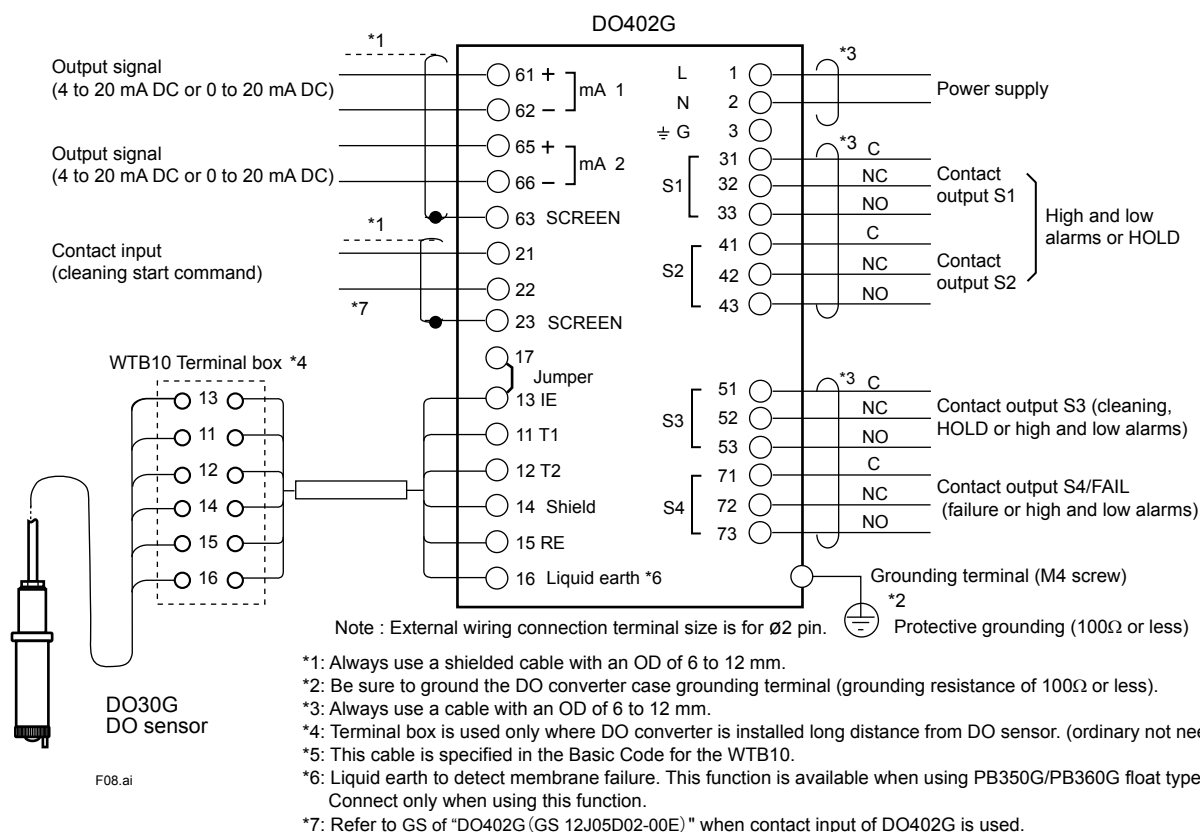 DO402G
*1
Output signal
(4 to 20 mA DC or 0 to 20 mA DC)
61 +
62 −
mA 1
Output signal
(4 to 20 mA DC or 0 to 20 mA DC)
65 +
66 −
mA 2
63 SCREEN
*1
Contact input
(cleaning start command)
21
22
*7
23 SCREEN
17
Jumper
13 IE
11 T1
12 T2
14 Shield
15 RE
16 Liquid earth *6
WTB10 Terminal box *4
13
11
12
14
15
16
DO30G
DO sensor
F08.ai
L 1
N 2
⏚ G 3
*3
Power supply
S1
31
32
33
*3 C
NC
NO
Contact
output S1
S2
41
42
43
C
NC
NO
Contact
output S2
High and low
alarms or HOLD
S3
51
52
53
*3 C
NC
NO
Contact output S3 (cleaning,
HOLD or high and low alarms)
S4
71
72
73
C
NC
NO
Contact output S4/FAIL
(failure or high and low alarms)
Grounding terminal (M4 screw)
*2
Protective grounding (100Ω or less)
Note : External wiring connection terminal size is for ø2 pin.
*1: Always use a shielded cable with an OD of 6 to 12 mm.
*2: Be sure to ground the DO converter case grounding terminal (grounding resistance of 100Ω or less).
*3: Always use a cable with an OD of 6 to 12 mm.
*4: Terminal box is used only where DO converter is installed long distance from DO sensor. (ordinary not
*5: This cable is specified in the Basic Code for the WTB10.
*6: Liquid earth to detect membrane failure. This function is available when using PB350G/PB360G float type
Connect only when using this function.
*7: Refer to GS of “DO402G (GS 12J05D02-00E)" when contact input of DO402G is used.